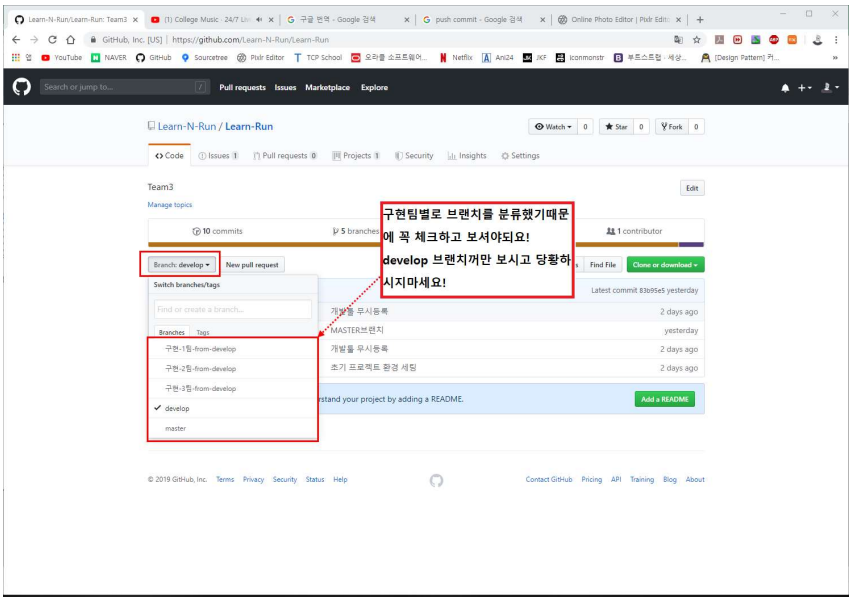 Learn-N-Run/Learn-Run: Team3
(1) College Music - 24/7 Liv
구글 번역 - Google 검색
push commit - Google 검색
Online Photo Editor | Pixlr Edito
GitHub, Inc. [US] | https://github.com/Learn-N-Run/Learn-Run
앱
YouTube
NAVER
GitHub
Sourcetree
Pixlr Editor
TCP School
오라클 소프트웨어...
Netflix
Ani24
JKF
Iconmonstr
부트스트랩 · 세상...
[Design Pattern] 커...
Search or jump to...
Pull requests Issues Marketplace Explore
Learn-N-Run / Learn-Run
Watch 0
Star 0
Fork 0
Code
Issues 1
Pull requests 0
Projects 1
Security
Insights
Settings
Team3
Edit
Manage topics
10 commits
5 branches
1 contributor
구현팀별로 브랜치를 분류했기때문
에 꼭 체크하고 보셔야되요!
develop 브랜치꺼만 보시고 당황하
시지마세요!
Branch: develop
New pull request
Find File
Clone or download
Switch branches/tags
Latest commit 83b95e5 yesterday
Find or create a branch...
개발툴 무시등록
2 days ago
Branches
Tags
MASTER브랜치
yesterday
구현-1팀-from-develop
개발툴 무시등록
2 days ago
구현-2팀-from-develop
초기 프로젝트 환경 세팅
2 days ago
구현-3팀-from-develop
rstand your project by adding a README.
Add a README
develop
master
© 2019 GitHub, Inc. Terms Privacy Security Status Help
Contact GitHub Pricing API Training Blog About